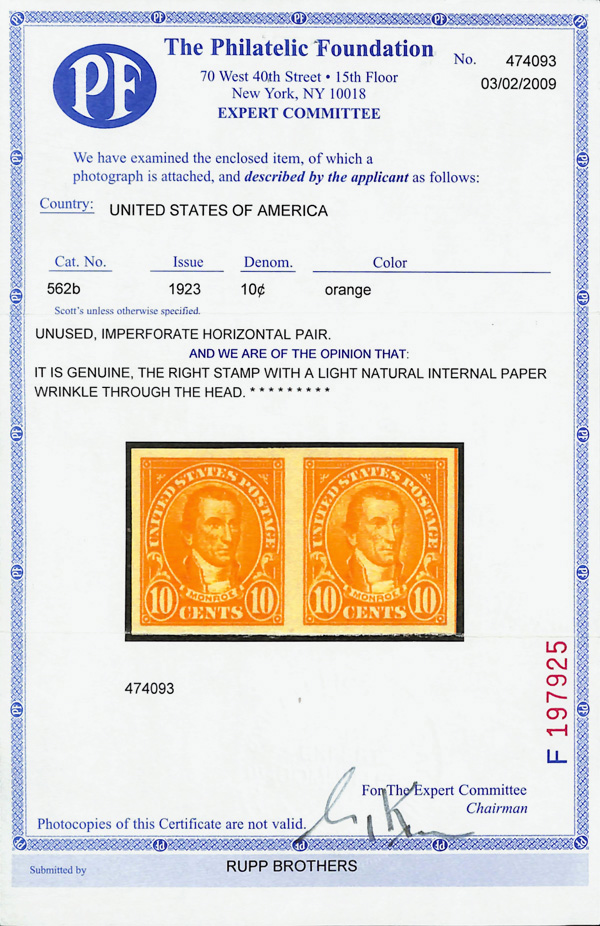 PF
The Philatelic Foundation
No. 474093
70 West 40th Street • 15th Floor
03/02/2009
New York, NY 10018
EXPERT COMMITTEE
We have examined the enclosed item, of which a
photograph is attached, and described by the applicant as follows:
Country: UNITED STATES OF AMERICA
Cat. No. Issue Denom. Color
562b 1923 10¢ orange
Scott's unless otherwise specified.
UNUSED, IMPERFORATE HORIZONTAL PAIR.
AND WE ARE OF THE OPINION THAT:
IT IS GENUINE, THE RIGHT STAMP WITH A LIGHT NATURAL INTERNAL PAPER
WRINKLE THROUGH THE HEAD. * * * * * * * * *
UNITED STATES POSTAGE UNITED STATES POSTAGE
MONROE MONROE
10 CENTS 10 10 CENTS 10
474093
F 197925
For The Expert Committee
Chairman
Photocopies of this Certificate are not valid.
Submitted by RUPP BROTHERS